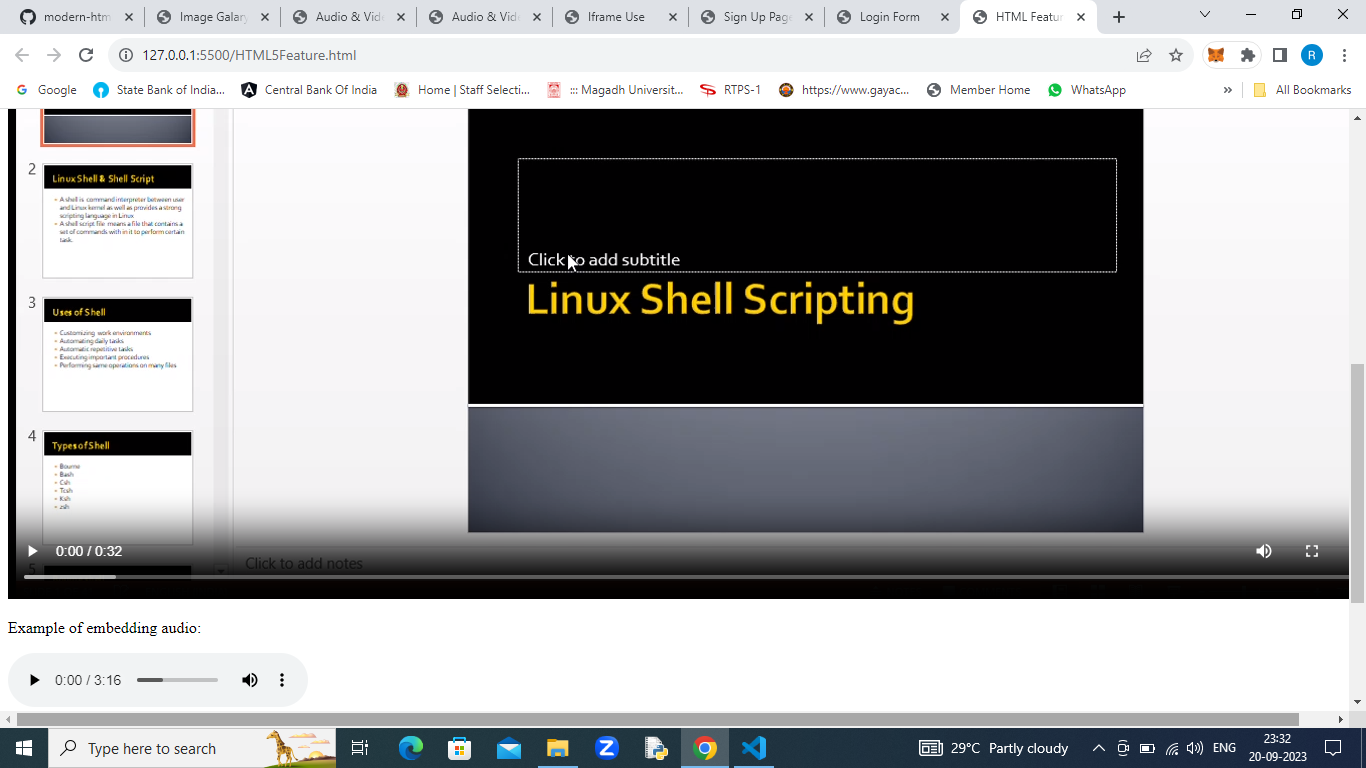 modern-htm
Image Galary
Audio & Vide
Audio & Vide
Iframe Use
Sign Up Page
Login Form
HTML Featur
127.0.0.1:5500/HTML5Feature.html
R
Google
State Bank of India...
Central Bank Of India
Home | Staff Selecti...
::: Magadh Universit...
RTPS-1
https://www.gayac...
Member Home
WhatsApp
»
All Bookmarks
2
Linux Shell & Shell Script
A shell is command interpreter between user
and Linux kernel as well as provides a strong
scripting language in Linux
A shell script file means a file that contains a
set of commands with in it to perform certain
task.
3
Uses of Shell
Customizing work environments
Automating daily tasks
Automatic repetitive tasks
Executing important procedures
Performing same operations on many files
4
Types of Shell
Bourne
Bash
Csh
Tcsh
Ksh
zsh
5
Click to add subtitle
Linux Shell Scripting
0:00 / 0:32
Click to add notes
Example of embedding audio:
0:00 / 3:16
Type here to search
29°C Partly cloudy
ENG
23:32
20-09-2023